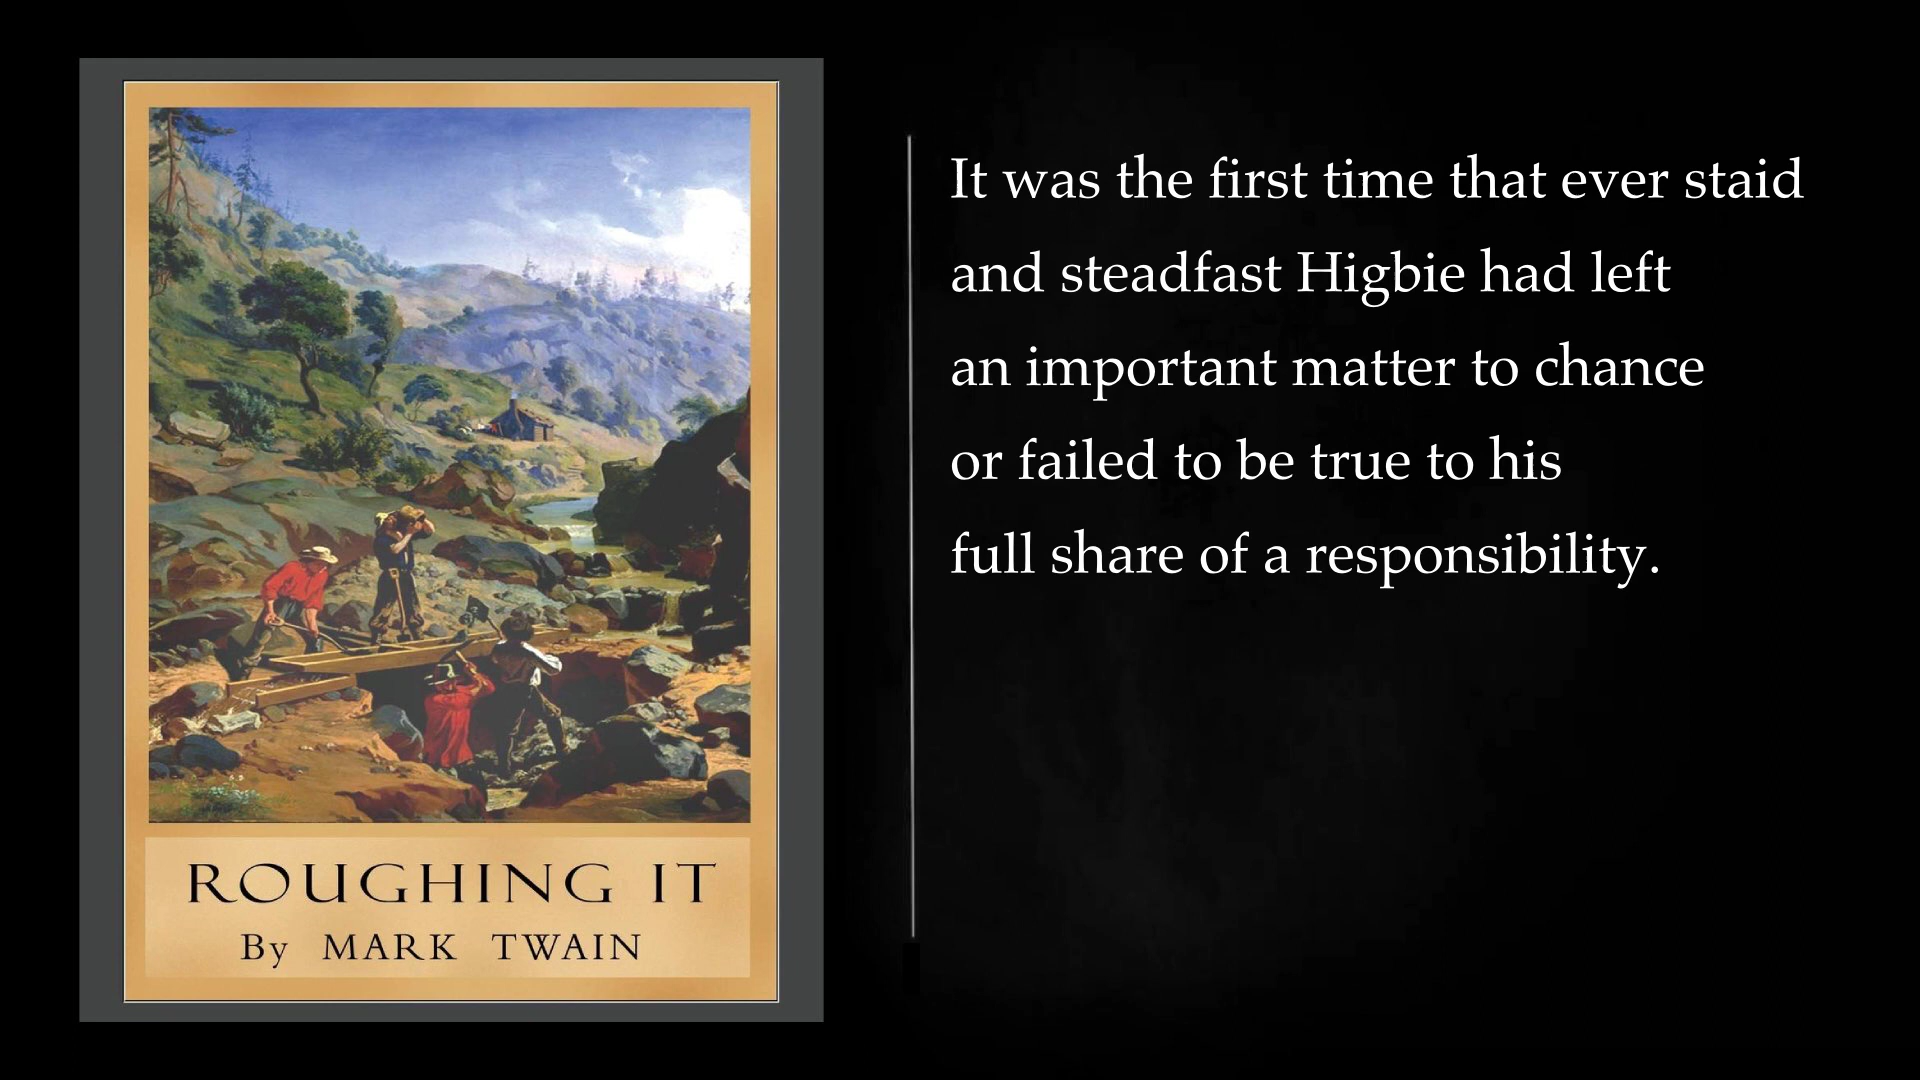 ROUGHING IT
By MARK TWAIN
It was the first time that ever staid
and steadfast Higbie had left
an important matter to chance
or failed to be true to his
full share of a responsibility.